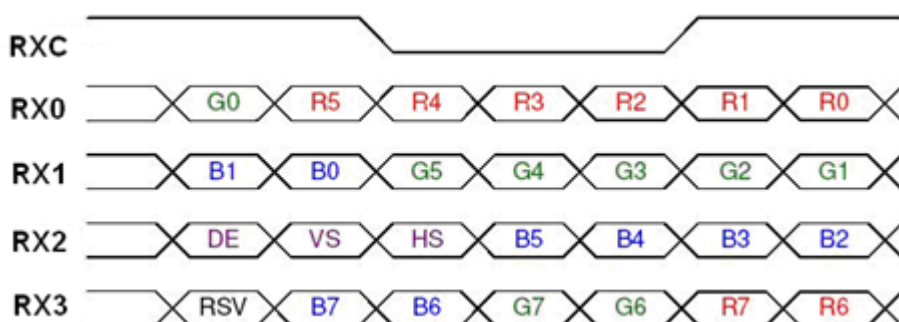 RXC
RX0 G0 R5 R4 R3 R2 R1 R0
RX1 B1 B0 G5 G4 G3 G2 G1
RX2 DE VS HS B5 B4 B3 B2
RX3 RSV B7 B6 G7 G6 R7 R6